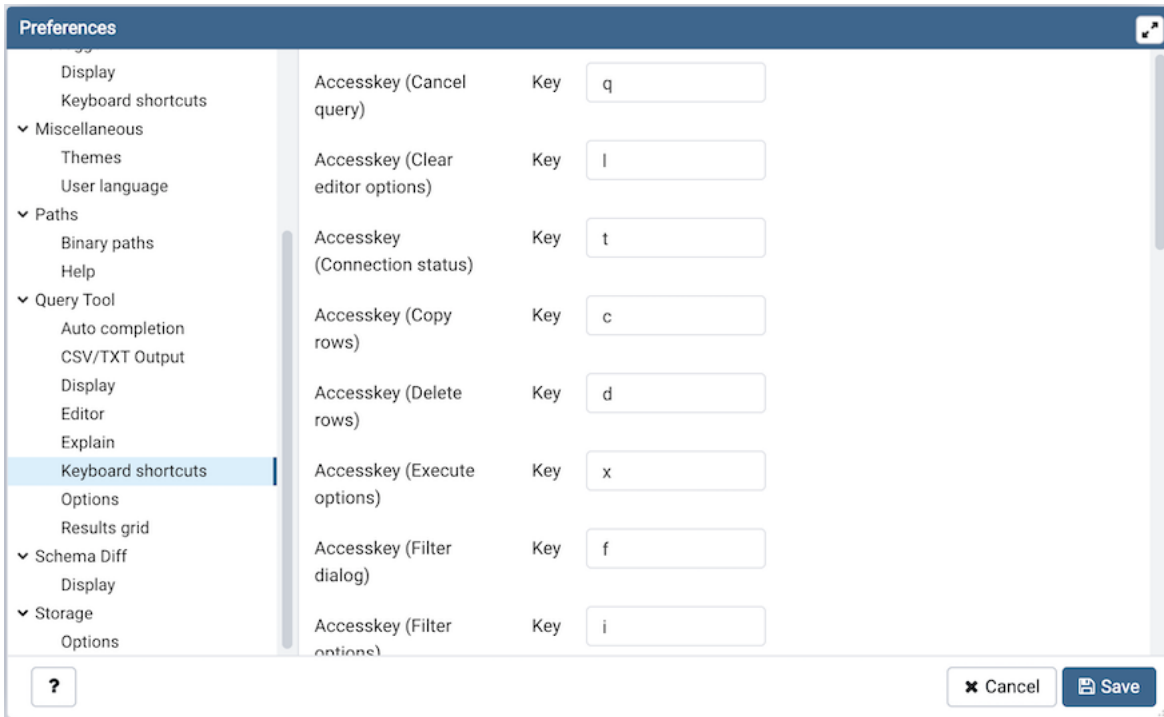 Preferences
Display
Keyboard shortcuts
Miscellaneous
Themes
User language
Paths
Binary paths
Help
Query Tool
Auto completion
CSV/TXT Output
Display
Editor
Explain
Keyboard shortcuts
Options
Results grid
Schema Diff
Display
Storage
Options
Accesskey (Cancel Key q
query)
Accesskey (Clear Key l
editor options)
Accesskey Key t
(Connection status)
Accesskey (Copy Key c
rows)
Accesskey (Delete Key d
rows)
Accesskey (Execute Key x
options)
Accesskey (Filter Key f
dialog)
Accesskey (Filter Key i
options)
?
Cancel
Save